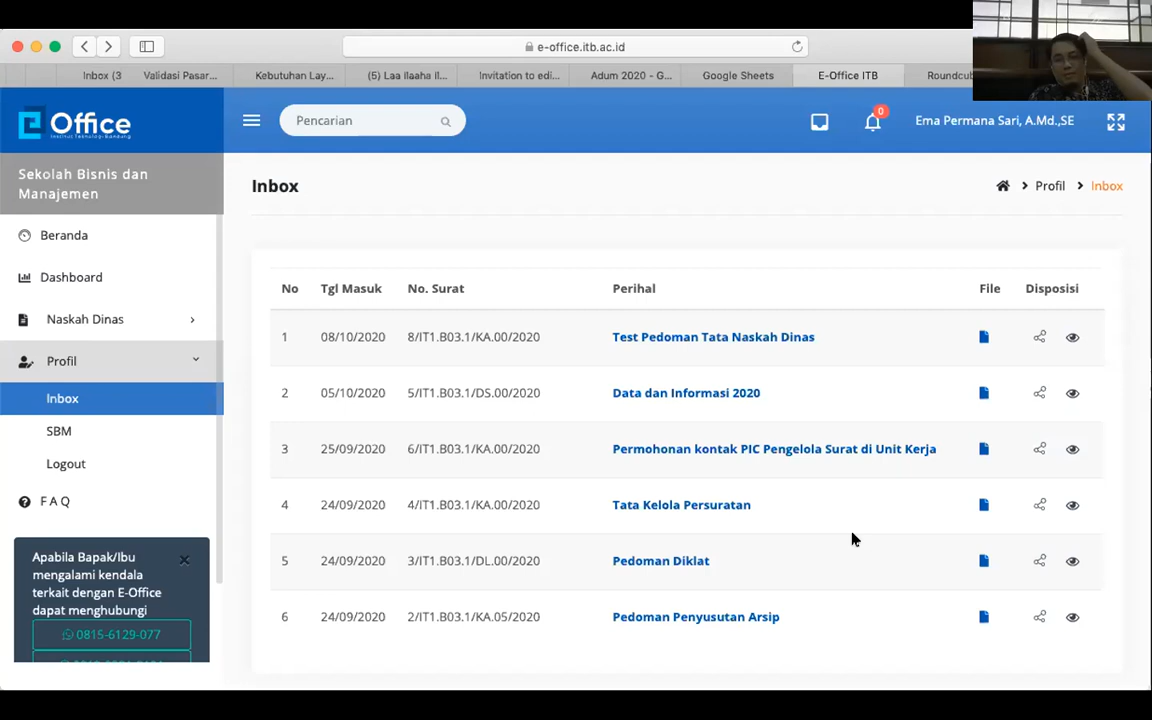 e-office.itb.ac.id
Inbox (3
Validasi Pasar...
Kebutuhan Lay...
(5) Laa ilaaha il...
Invitation to edi...
Adum 2020 - G...
Google Sheets
E-Office ITB
Roundcub
Office
Institut Teknologi Bandung
Pencarian
0
Ema Permana Sari, A.Md.,SE
Sekolah Bisnis dan
Manajemen
Beranda
Dashboard
Naskah Dinas
Profil
Inbox
SBM
Logout
F A Q
Apabila Bapak/Ibu
mengalami kendala
terkait dengan E-Office
dapat menghubungi
0815-6129-077
Inbox
Profil
Inbox
No Tgl Masuk No. Surat Perihal File Disposisi
1 08/10/2020 8/IT1.B03.1/KA.00/2020 Test Pedoman Tata Naskah Dinas
2 05/10/2020 5/IT1.B03.1/DS.00/2020 Data dan Informasi 2020
3 25/09/2020 6/IT1.B03.1/KA.00/2020 Permohonan kontak PIC Pengelola Surat di Unit Kerja
4 24/09/2020 4/IT1.B03.1/KA.00/2020 Tata Kelola Persuratan
5 24/09/2020 3/IT1.B03.1/DL.00/2020 Pedoman Diklat
6 24/09/2020 2/IT1.B03.1/KA.05/2020 Pedoman Penyusutan Arsip